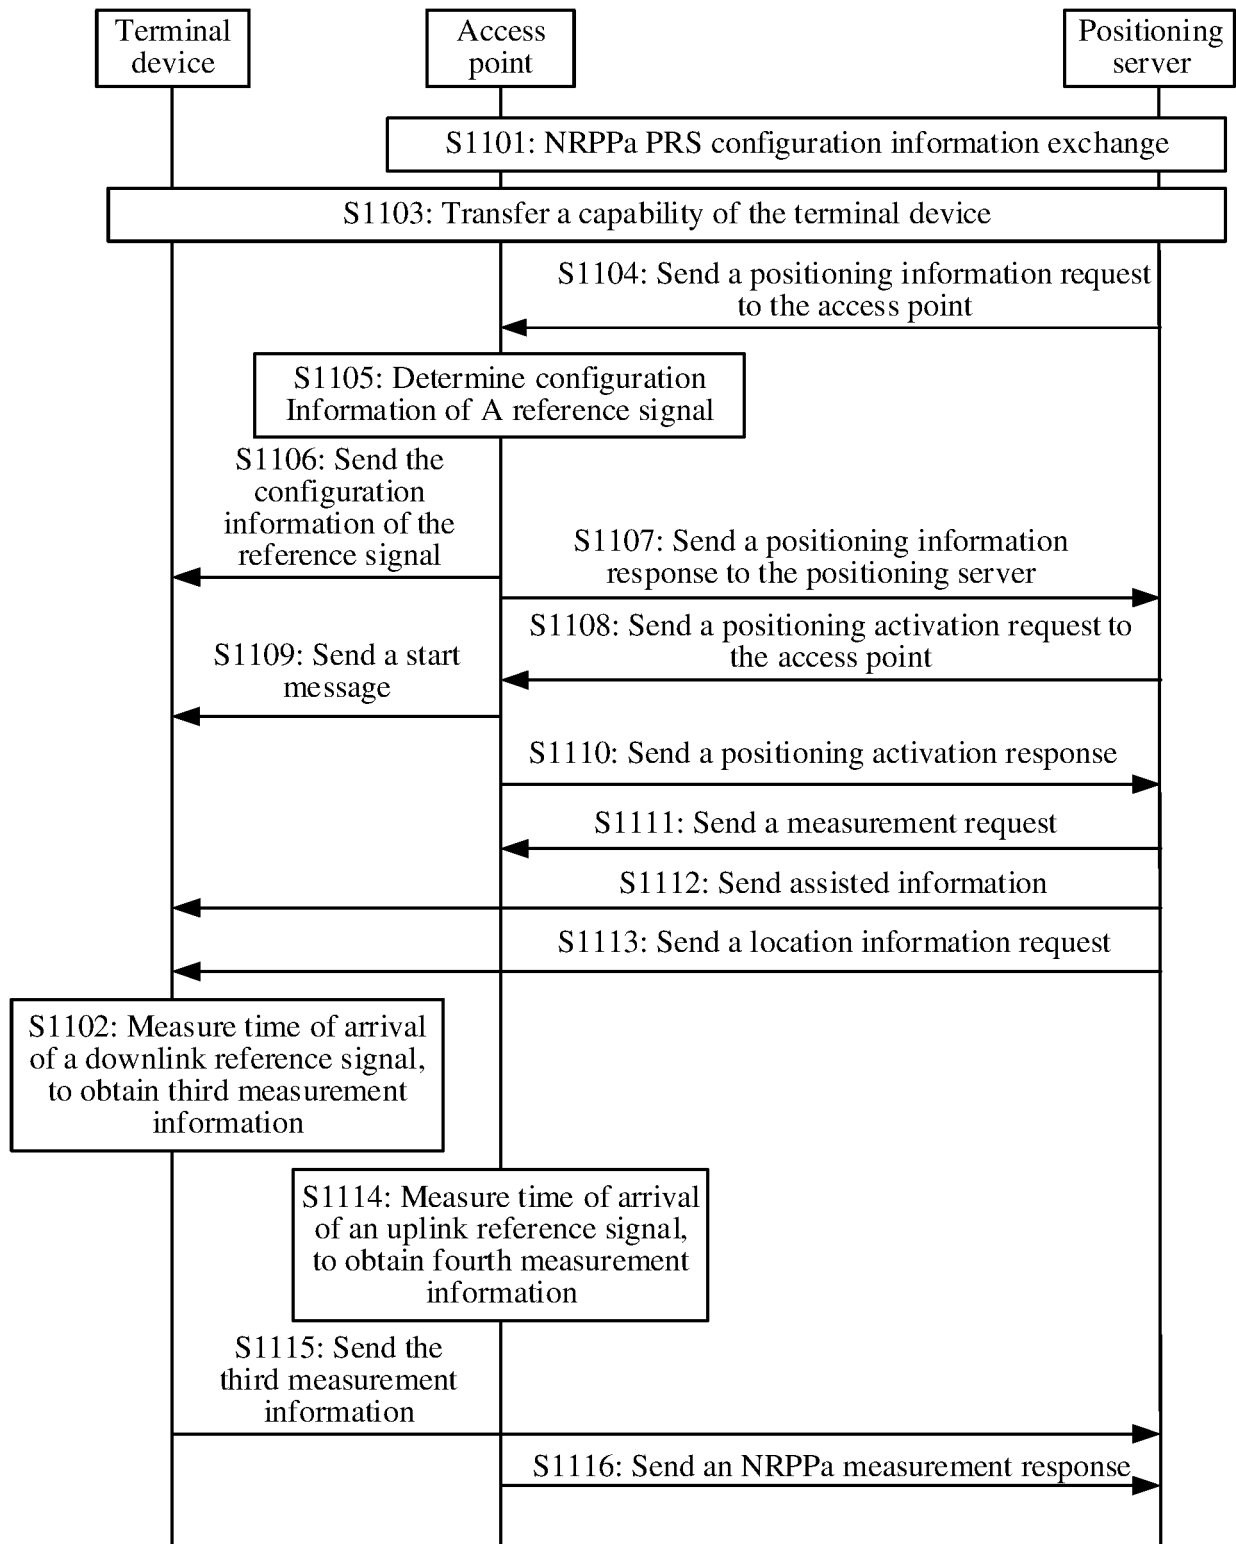 Terminal
device
Access
point
Positioning
server
S1101: NRPPa PRS configuration information exchange
S1103: Transfer a capability of the terminal device
S1104: Send a positioning information request
to the access point
S1105: Determine configuration
Information of A reference signal
S1106: Send the
configuration
information of the
reference signal
S1107: Send a positioning information
response to the positioning server
S1108: Send a positioning activation request to
the access point
S1109: Send a start
message
S1110: Send a positioning activation response
S1111: Send a measurement request
S1112: Send assisted information
S1113: Send a location information request
S1102: Measure time of arrival
of a downlink reference signal,
to obtain third measurement
information
S1114: Measure time of arrival
of an uplink reference signal,
to obtain fourth measurement
information
S1115: Send the
third measurement
information
S1116: Send an NRPPa measurement response